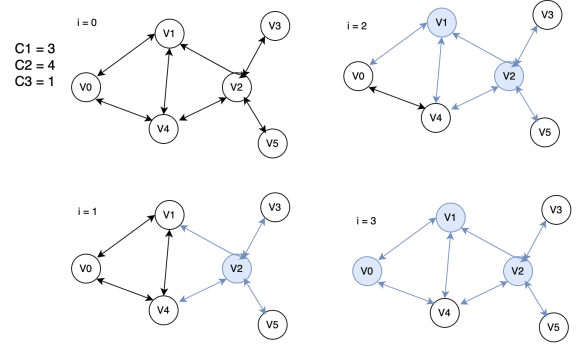 i = 0
C1 = 3
C2 = 4
C3 = 1
V0
V1
V4
V2
V3
V5
i = 2
V0
V1
V4
V2
V3
V5
i = 1
V0
V1
V4
V2
V3
V5
i = 3
V0
V1
V4
V2
V3
V5